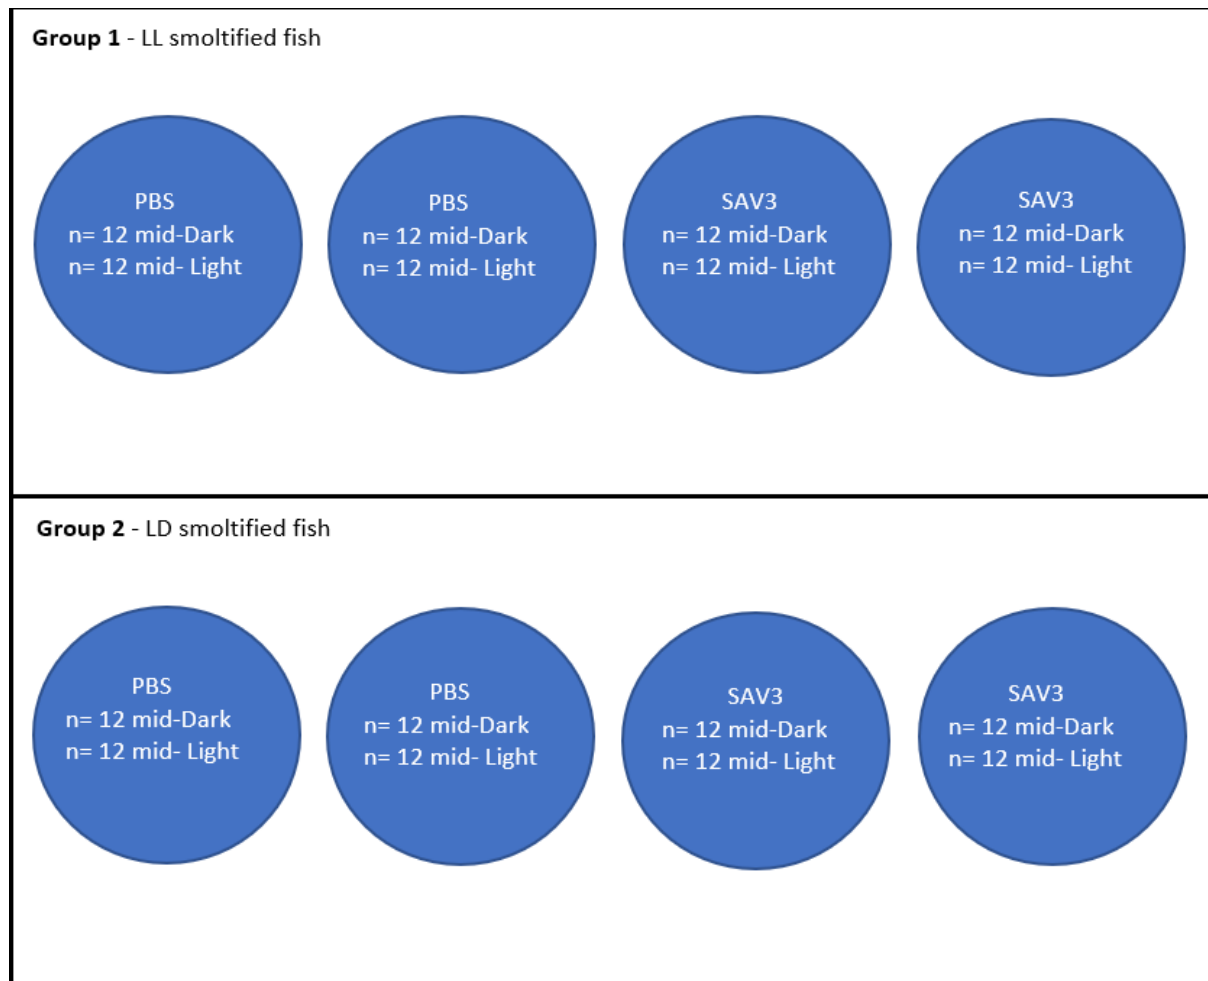 Group 1 - LL smoltified fish
PBS
n= 12 mid-Dark
n= 12 mid- Light
PBS
n= 12 mid-Dark
n= 12 mid- Light
SAV3
n= 12 mid-Dark
n= 12 mid- Light
SAV3
n= 12 mid-Dark
n= 12 mid- Light
Group 2 - LD smoltified fish
PBS
n= 12 mid-Dark
n= 12 mid- Light
PBS
n= 12 mid-Dark
n= 12 mid- Light
SAV3
n= 12 mid-Dark
n= 12 mid- Light
SAV3
n= 12 mid-Dark
n= 12 mid- Light